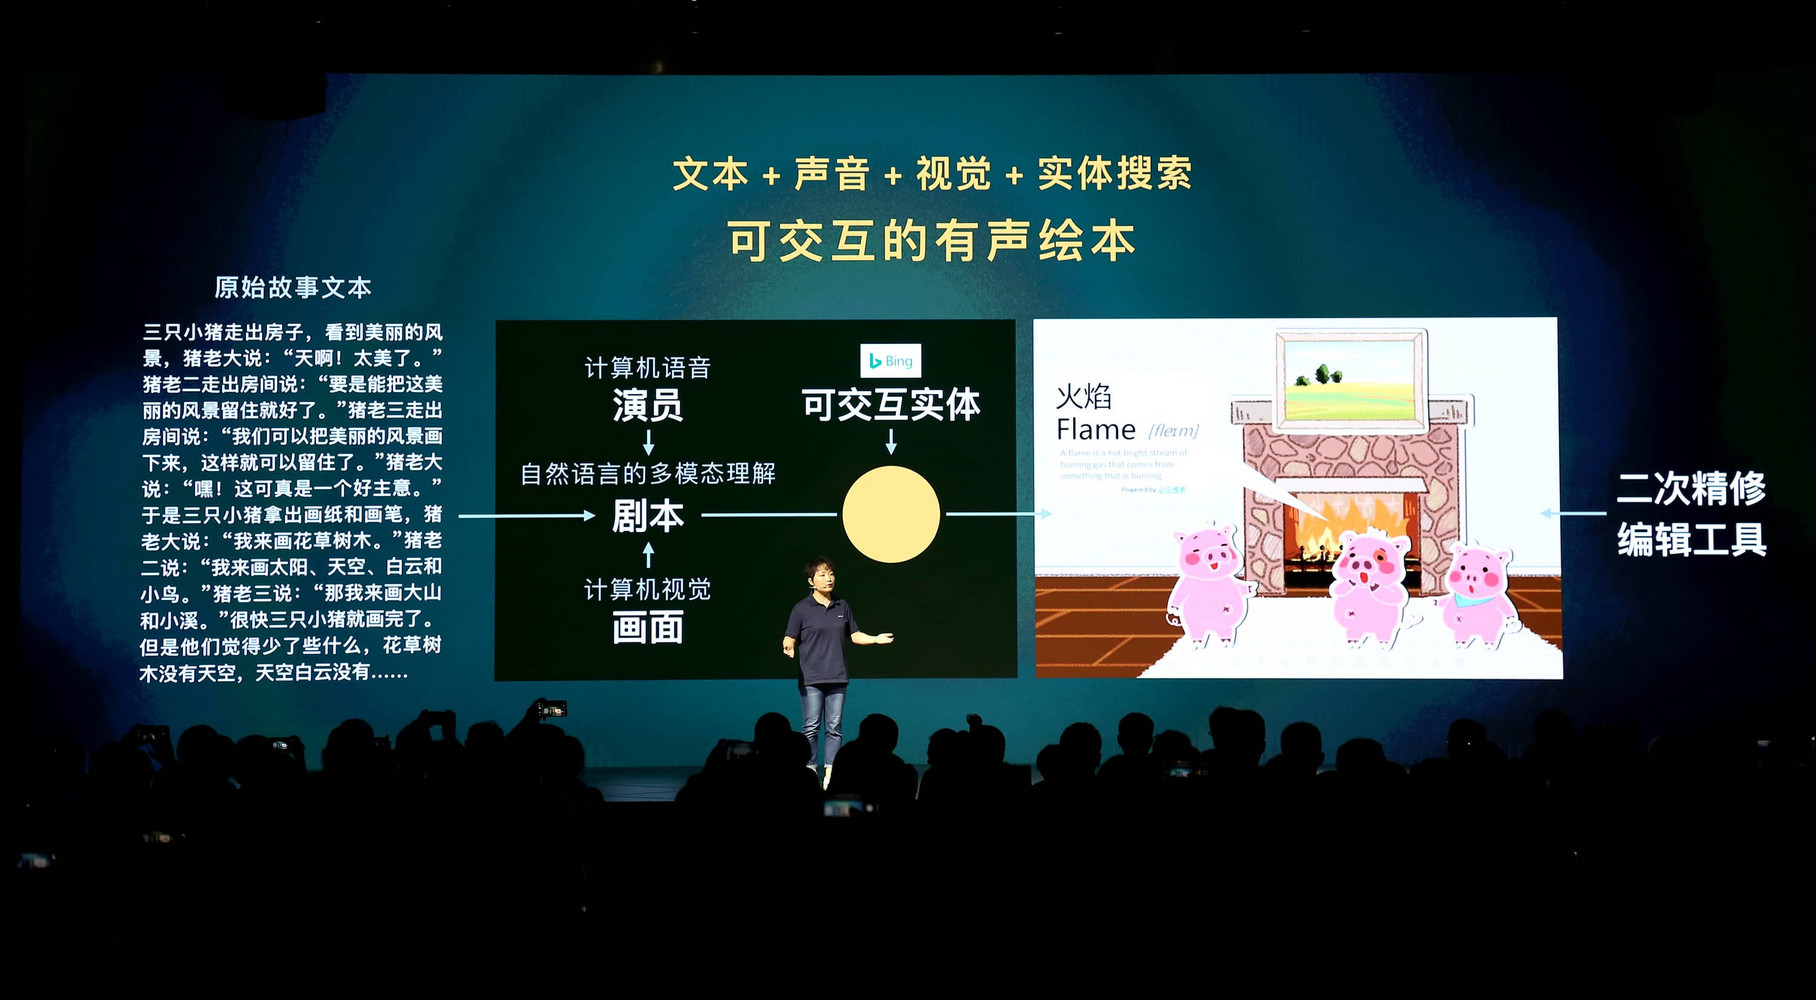 文本 + 声音 + 视觉 + 实体搜索
可交互的有声绘本
原始故事文本
三只小猪走出房子，看到美丽的风
景，猪老大说：“天啊！太美了。”
猪老二走出房间说：“要是能把这美
丽的风景留住就好了。”猪老三走出
房间说：“我们可以把美丽的风景画
下来，这样就可以留住了。”猪老大
说：“嘿！这可真是一个好主意。”
于是三只小猪拿出画纸和画笔，猪
老大说：“我来画花草树木。”猪老
二说：“我来画太阳、天空、白云和
小鸟。”猪老三说：“那我来画大山
和小溪。”很快三只小猪就画完了。
但是他们觉得少了些什么，花草树
木没有天空，天空白云没有……
计算机语音
演员
自然语言的多模态理解
剧本
计算机视觉
画面
Bing
可交互实体
火焰
Flame [fleɪm]
A flame is a hot bright stream of
burning gas that comes from
something that is burning.
Powered by 必应搜索
二次精修
编辑工具